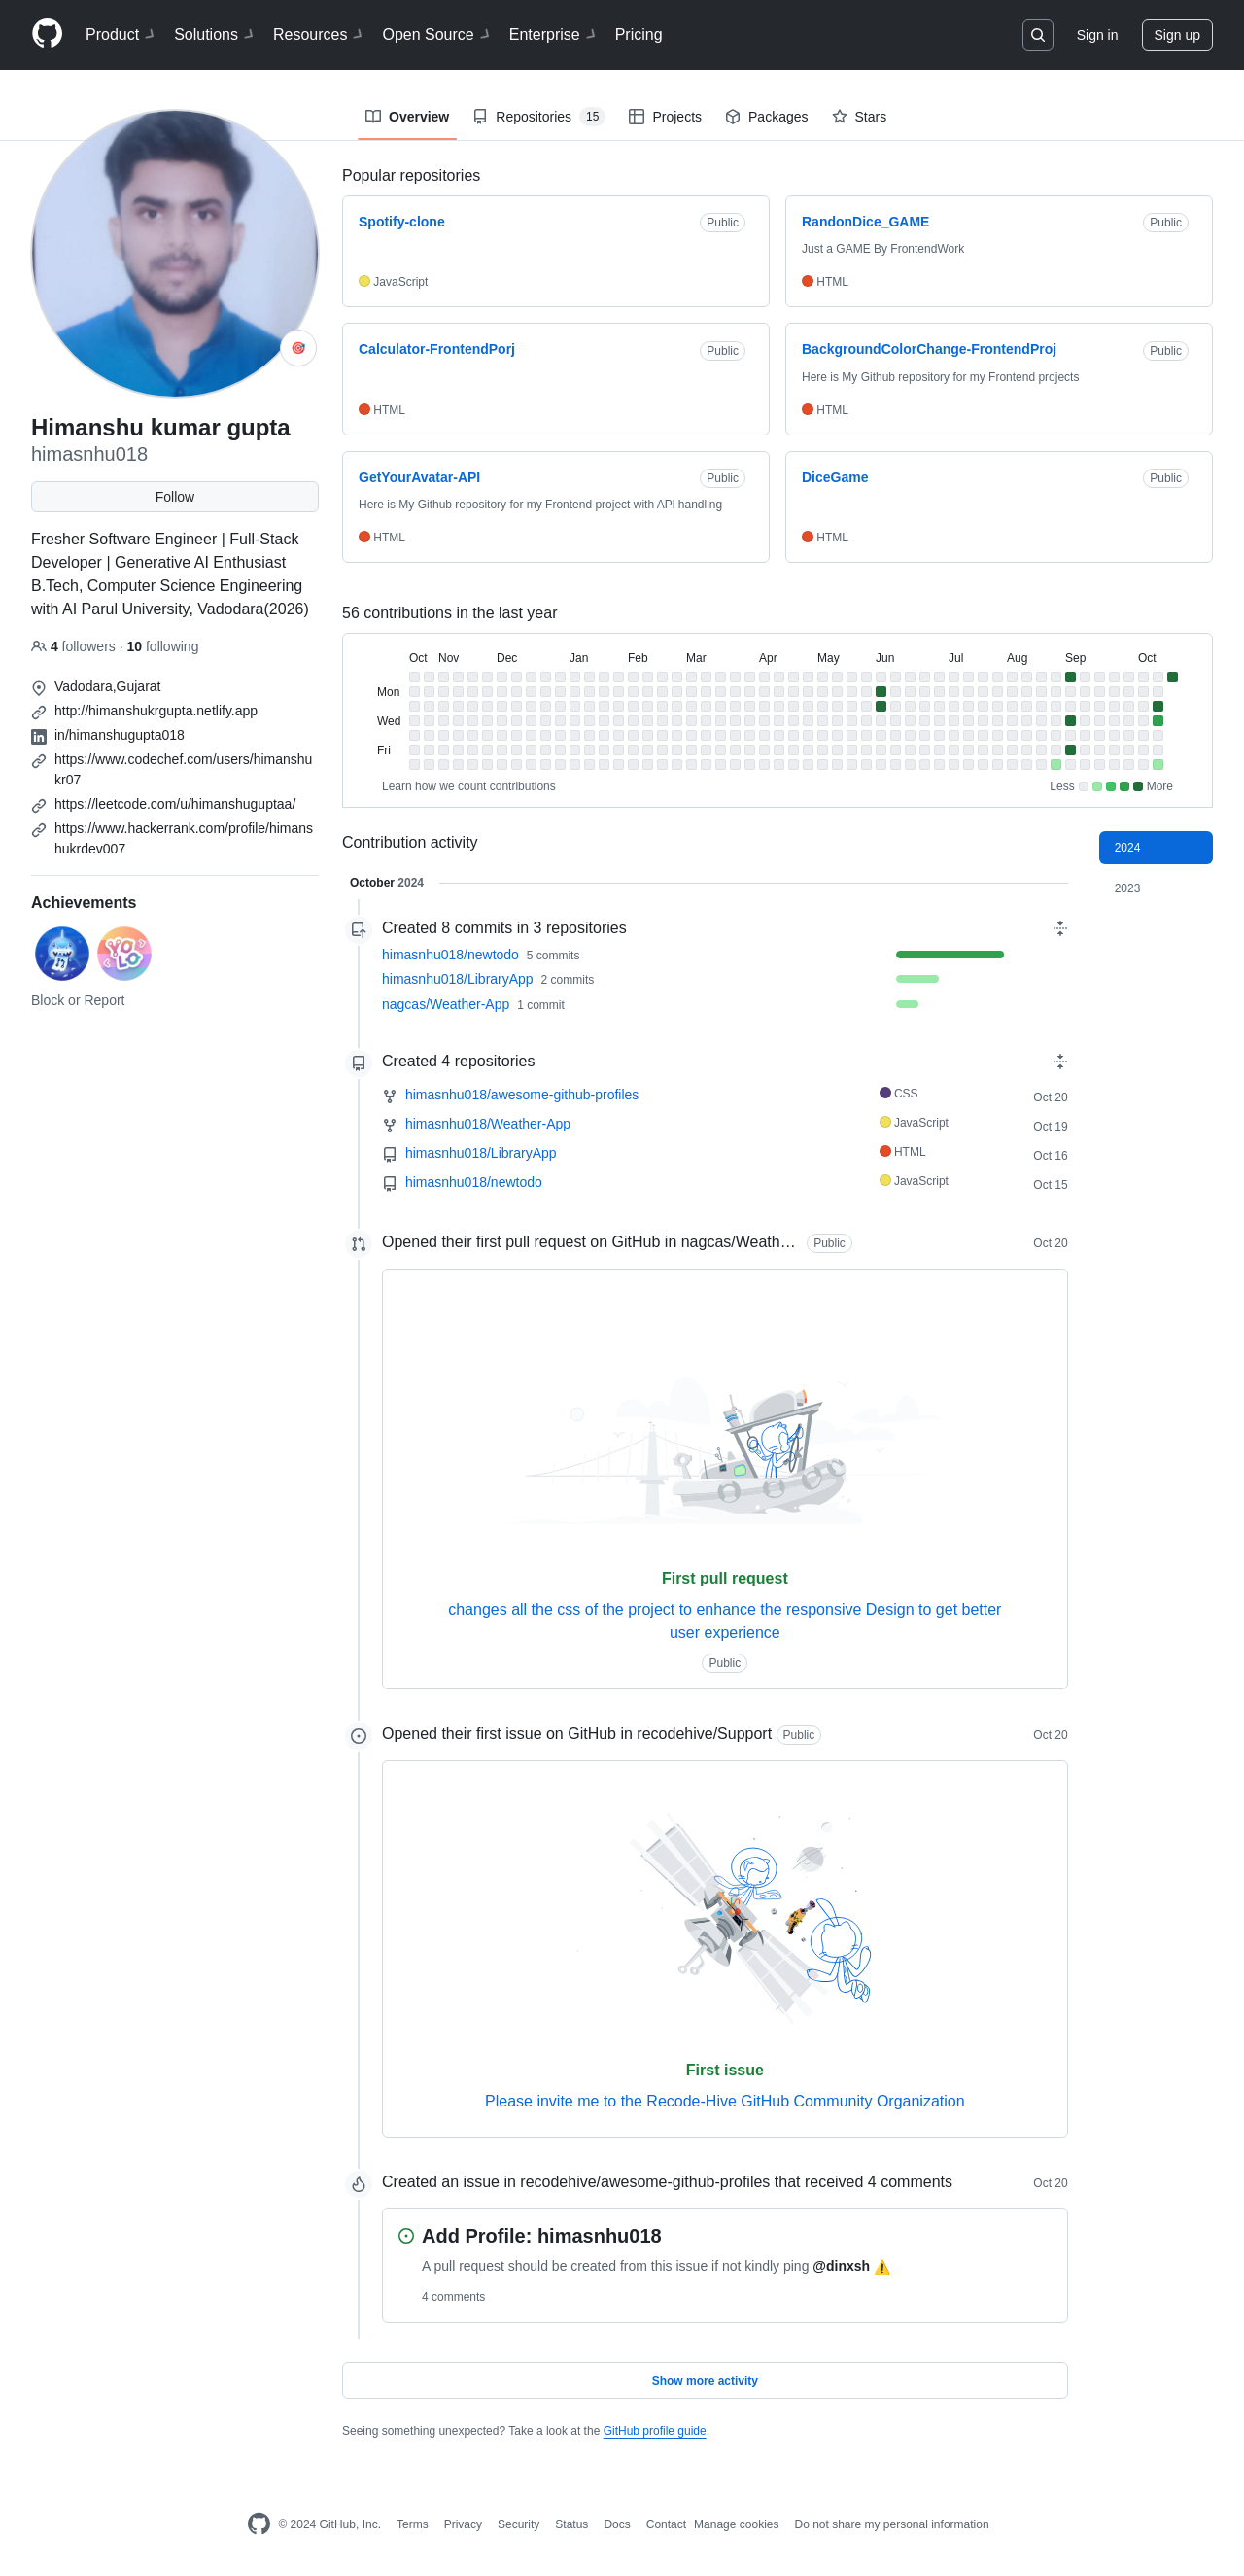 Product Solutions Resources Open Source Enterprise Pricing Sign in Sign up
Overview Repositories 15 Projects Packages Stars
Himanshu kumar gupta
himasnhu018
Follow
Fresher Software Engineer | Full-Stack
Developer | Generative AI Enthusiast
B.Tech, Computer Science Engineering
with AI Parul University, Vadodara(2026)
4 followers · 10 following
Vadodara,Gujarat
http://himanshukrgupta.netlify.app
in/himanshugupta018
https://www.codechef.com/users/himanshu
kr07
https://leetcode.com/u/himanshuguptaa/
https://www.hackerrank.com/profile/himans
hukrdev007
Achievements
Block or Report
Popular repositories
Spotify-clone Public
JavaScript
RandonDice_GAME Public
Just a GAME By FrontendWork
HTML
Calculator-FrontendPorj Public
HTML
BackgroundColorChange-FrontendProj Public
Here is My Github repository for my Frontend projects
HTML
GetYourAvatar-API Public
Here is My Github repository for my Frontend project with API handling
HTML
DiceGame Public
HTML
56 contributions in the last year
Oct Nov Dec Jan Feb Mar Apr May Jun Jul Aug Sep Oct
Mon
Wed
Fri
Learn how we count contributions Less More
Contribution activity
2024
2023
October 2024
Created 8 commits in 3 repositories
himasnhu018/newtodo 5 commits
himasnhu018/LibraryApp 2 commits
nagcas/Weather-App 1 commit
Created 4 repositories
himasnhu018/awesome-github-profiles CSS Oct 20
himasnhu018/Weather-App JavaScript Oct 19
himasnhu018/LibraryApp HTML Oct 16
himasnhu018/newtodo JavaScript Oct 15
Opened their first pull request on GitHub in nagcas/Weath… Public Oct 20
First pull request
changes all the css of the project to enhance the responsive Design to get better
user experience
Public
Opened their first issue on GitHub in recodehive/Support Public Oct 20
First issue
Please invite me to the Recode-Hive GitHub Community Organization
Created an issue in recodehive/awesome-github-profiles that received 4 comments Oct 20
Add Profile: himasnhu018
A pull request should be created from this issue if not kindly ping @dinxsh ⚠️
4 comments
Show more activity
Seeing something unexpected? Take a look at the GitHub profile guide.
© 2024 GitHub, Inc. Terms Privacy Security Status Docs Contact Manage cookies Do not share my personal information